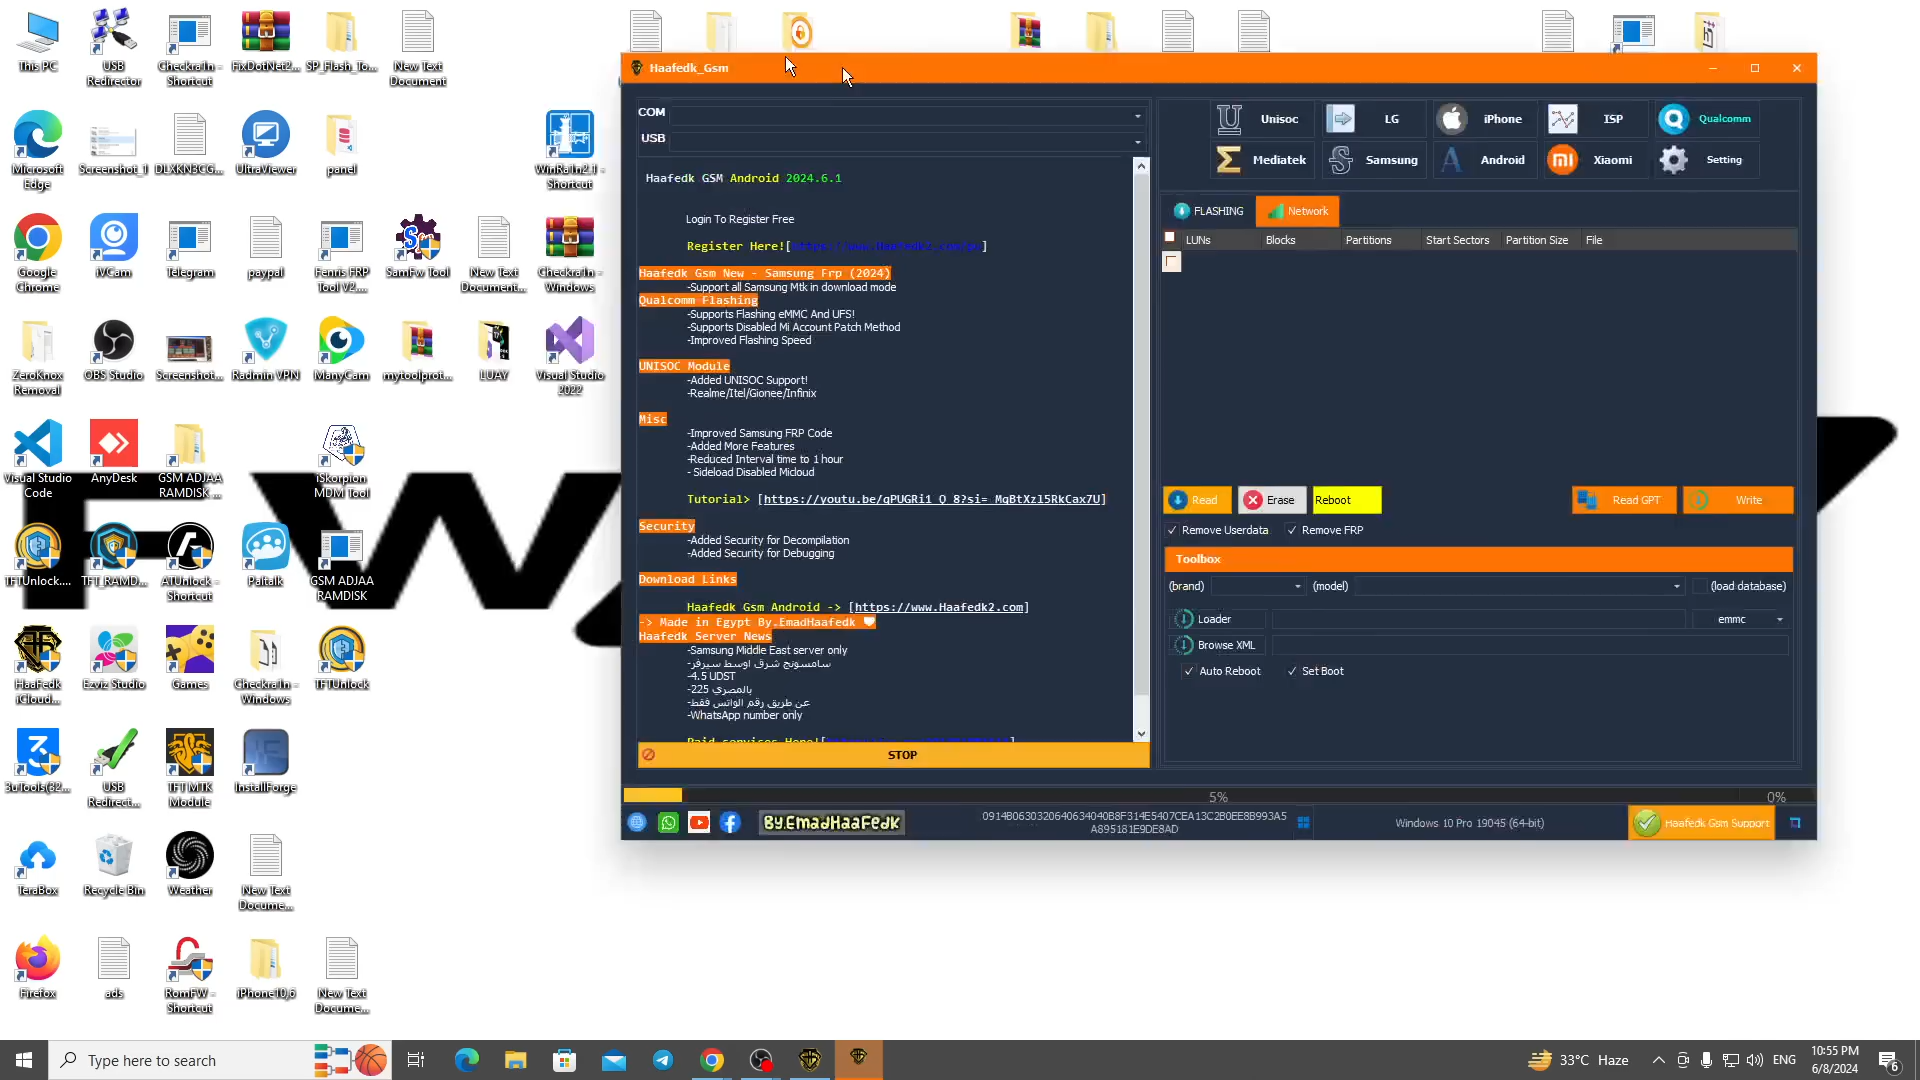 This PC
USB
Redirector
Checkra1n -
Shortcut
FixDotNet2...
SP_Flash_To...
New Text
Document
Microsoft
Edge
Screenshot_1
DLXKN3CG...
UltraViewer
panel
WinRa1n2.1 -
Shortcut
Google
Chrome
iVCam
Telegram
paypal
Fenris FRP
Tool V2....
SamFw Tool
New Text
Document...
Checkra1n -
Windows
ZeroKnox
Removal
OBS Studio
Screenshot...
Radmin VPN
ManyCam
mytoolprot...
LUAY
Visual Studio
2022
Visual Studio
Code
AnyDesk
GSM ADJAA
RAMDISK ...
iSkorpion
MDM Tool
TFTUnlock....
TFT_RAMD...
ATUnlock -
Shortcut
Paltalk
GSM ADJAA
RAMDISK
HaaFedk
iCloud...
Ezviz Studio
Games
Checkra1n -
Windows
TFTUnlock
3uTools(32...
USB
Redirect...
TFT MTK
Module
InstallForge
TeraBox
Recycle Bin
Weather
New Text
Docume...
Firefox
ads
RomFW -
Shortcut
iPhone10,6
New Text
Docume...
Haafedk_Gsm
COM
USB
Haafedk GSM Android 2024.6.1
Login To Register Free
Register Here![
]
Haafedk Gsm New - Samsung Frp (2024)
-Support all Samsung Mtk in download mode
Qualcomm Flashing
-Supports Flashing eMMC And UFS!
-Supports Disabled Mi Account Patch Method
-Improved Flashing Speed
UNISOC Module
-Added UNISOC Support!
-Realme/Itel/Gionee/Infinix
Misc
-Improved Samsung FRP Code
-Added More Features
-Reduced Interval time to 1 hour
- Sideload Disabled Micloud
Tutorial> [https://youtu.be/qPUGRi1_O_8?si=_MqBtXzl5RkCax7U]
Security
-Added Security for Decompilation
-Added Security for Debugging
Download Links
Haafedk Gsm Android -> [https://www.Haafedk2.com]
-> Made in Egypt By.EmadHaafedk
Haafedk Server News
-Samsung Middle East server only
-سامسونج شرق اوسط سيرفر
-4.5 UDST
-225 بالمصري
-عن طريق رقم الواتس فقط
-WhatsApp number only
Paid services Here![
]
STOP
Unisoc
LG
iPhone
ISP
Qualcomm
Mediatek
Samsung
Android
Xiaomi
Setting
FLASHING
Network
LUNs
Blocks
Partitions
Start Sectors
Partition Size
File
Read
Erase
Reboot
Read GPT
Write
Remove Userdata
Remove FRP
Toolbox
(brand)
(model)
(load database)
Loader
emmc
Browse XML
Auto Reboot
Set Boot
5%
0%
By.EmadHaaFedk
0914B0630320640634040B8F314E5407CEA13C2B0EE8B993A5
A895181E9DE8AD
Windows 10 Pro 19045 (64-bit)
Haafedk Gsm Support
Type here to search
33°C Haze
ENG
10:55 PM
6/8/2024
6